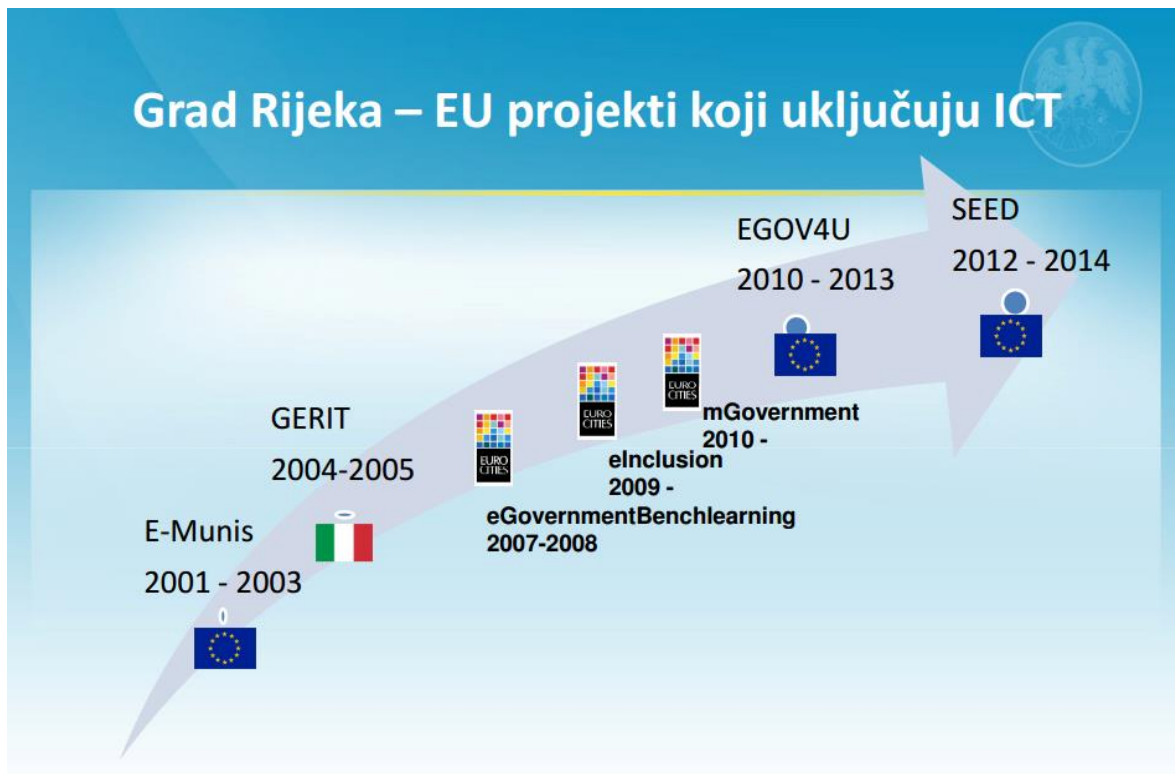 Grad Rijeka – EU projekti koji uključuju ICT
SEED
2012 - 2014
EGOV4U
2010 - 2013
EURO
CITIES
mGovernment
2010 -
EURO
CITIES
eInclusion
2009 -
EURO
CITIES
eGovernmentBenchlearning
2007-2008
GERIT
2004-2005
E-Munis
2001 - 2003